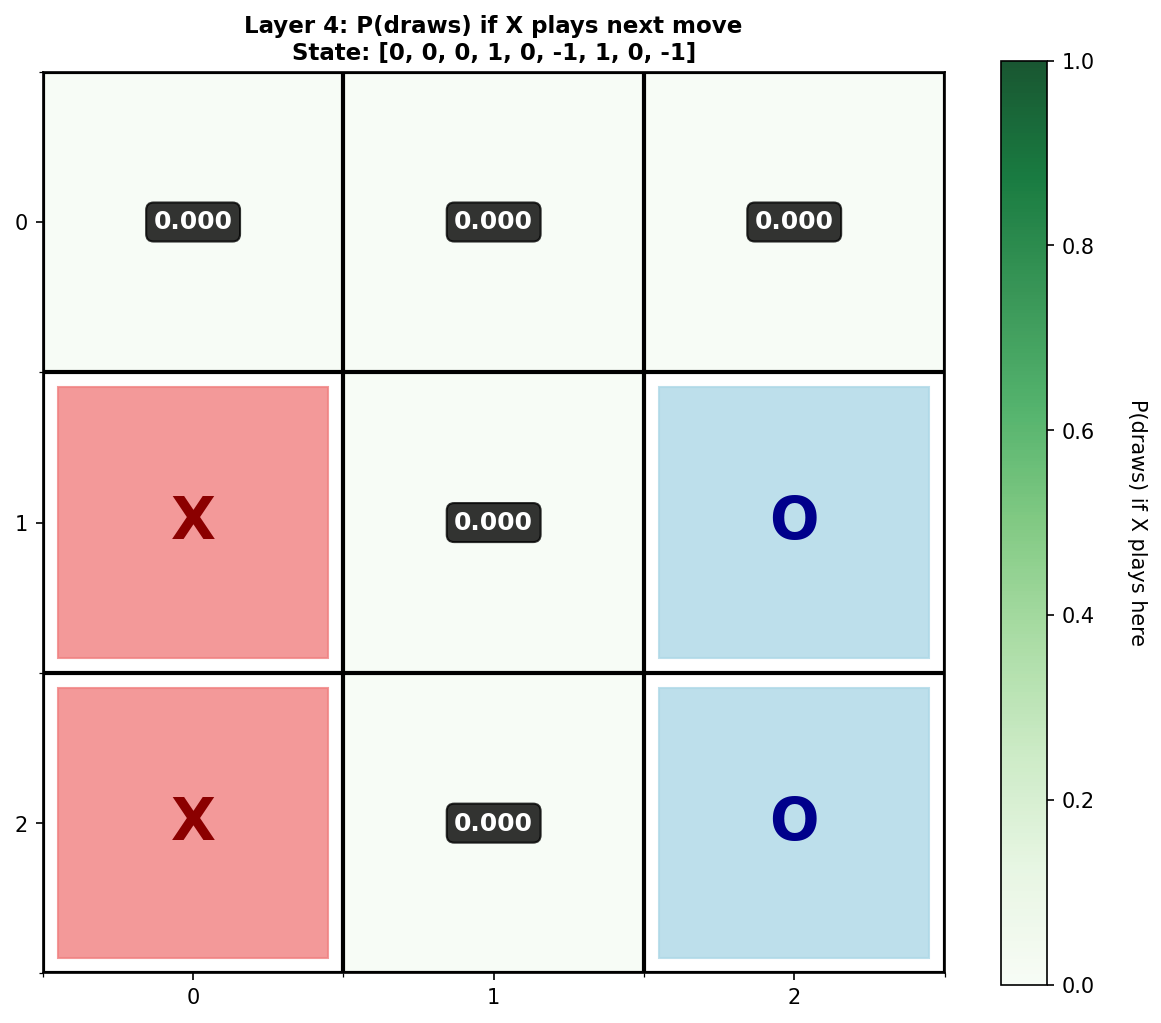 Layer 4: P(draws) if X plays next move
State: [0, 0, 0, 1, 0, -1, 1, 0, -1]
1.0
0.8
0.6
0.4
0.2
0.0
P(draws) if X plays here
0
0.000
0.000
0.000
1
X
0.000
O
2
X
0.000
O
0
1
2